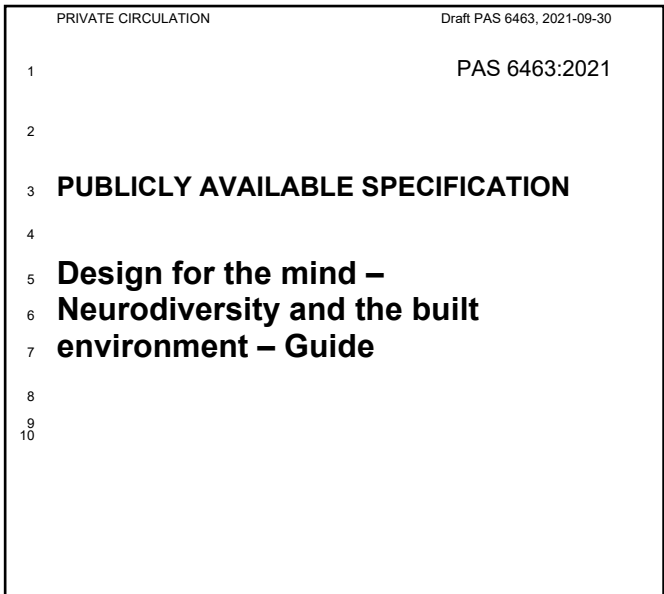 PRIVATE CIRCULATION Draft PAS 6463, 2021-09-30
1 PAS 6463:2021
2
3 PUBLICLY AVAILABLE SPECIFICATION
4
5 Design for the mind –
6 Neurodiversity and the built
7 environment – Guide
8
9
10